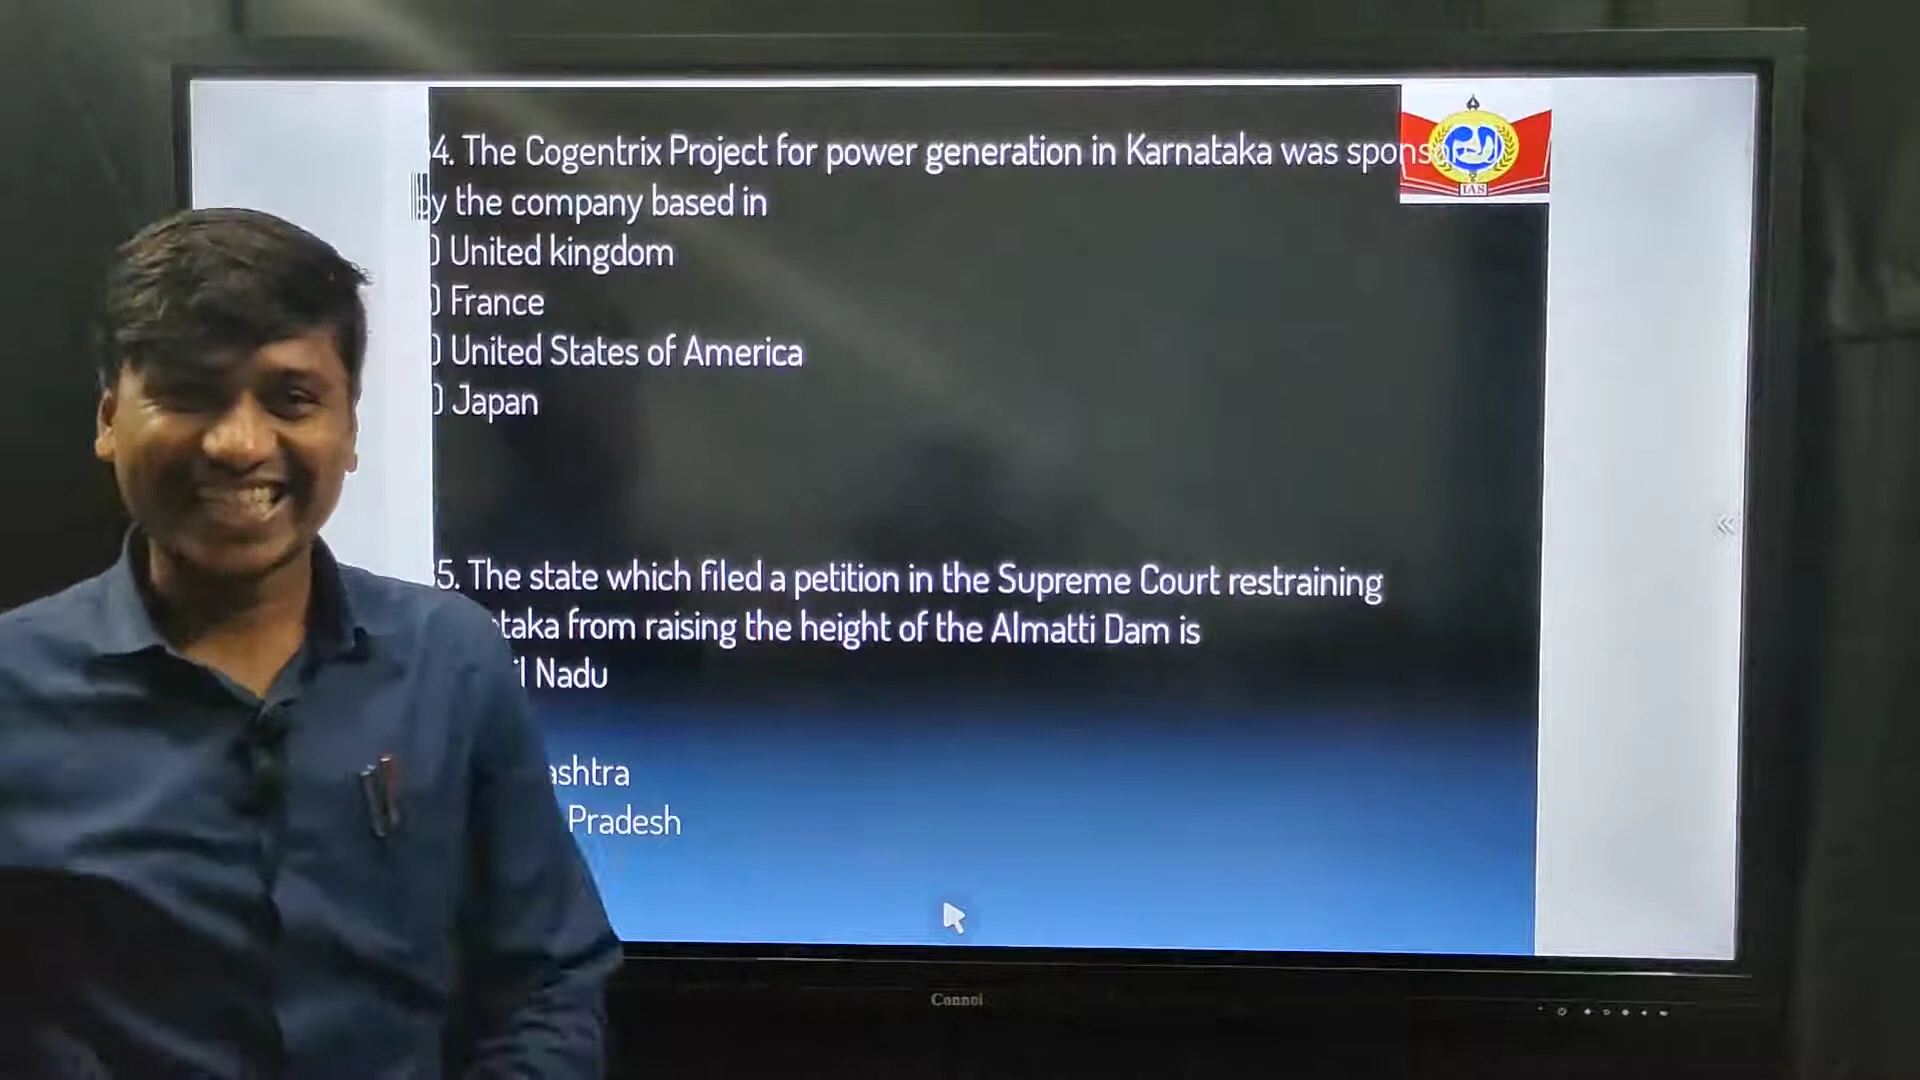 4. The Cogentrix Project for power generation in Karnataka was spons
by the company based in
) United kingdom
) France
) United States of America
) Japan
IAS
5. The state which filed a petition in the Supreme Court restraining
taka from raising the height of the Almatti Dam is
l Nadu
ashtra
Pradesh
Connoi